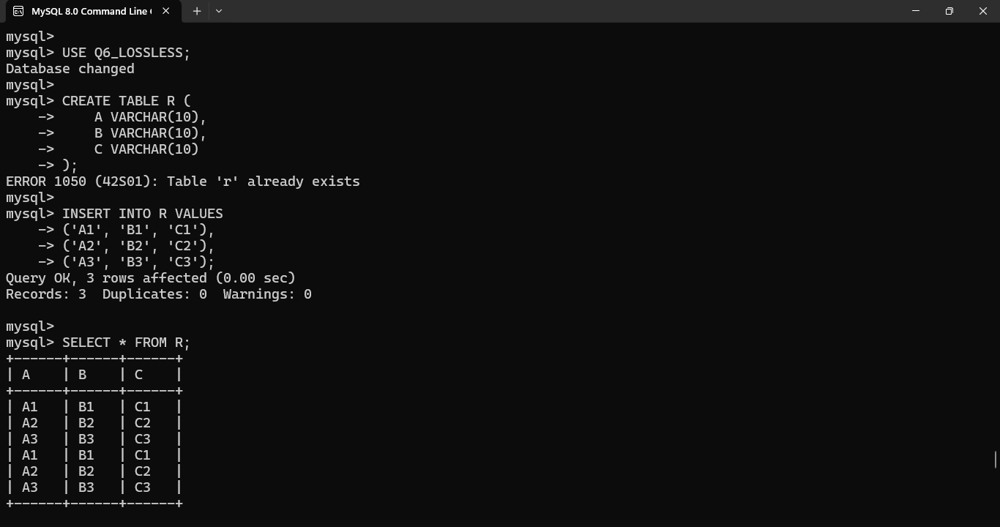 MySQL 8.0 Command Line
mysql>
mysql> USE Q6_LOSSLESS;
Database changed
mysql>
mysql> CREATE TABLE R (
    ->     A VARCHAR(10),
    ->     B VARCHAR(10),
    ->     C VARCHAR(10)
    -> );
ERROR 1050 (42S01): Table 'r' already exists
mysql>
mysql> INSERT INTO R VALUES
    -> ('A1', 'B1', 'C1'),
    -> ('A2', 'B2', 'C2'),
    -> ('A3', 'B3', 'C3');
Query OK, 3 rows affected (0.00 sec)
Records: 3  Duplicates: 0  Warnings: 0
mysql>
mysql> SELECT * FROM R;
+------+------+------+
| A    | B    | C    |
+------+------+------+
| A1   | B1   | C1   |
| A2   | B2   | C2   |
| A3   | B3   | C3   |
| A1   | B1   | C1   |
| A2   | B2   | C2   |
| A3   | B3   | C3   |
+------+------+------+